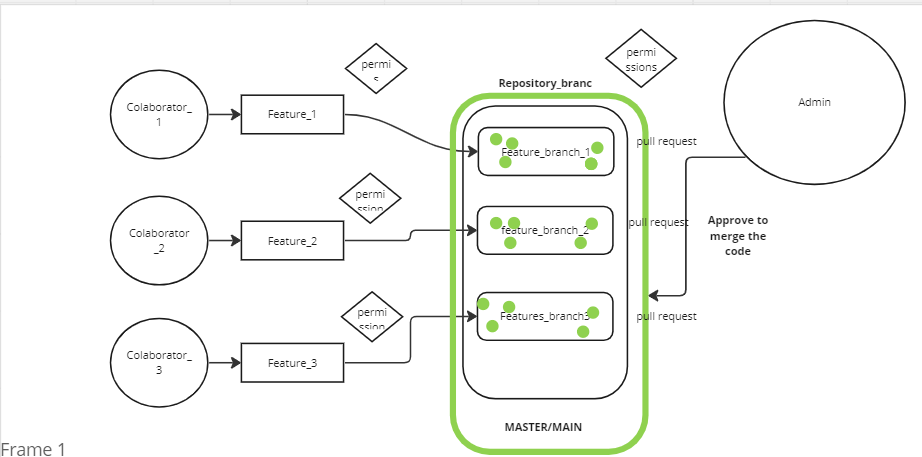 permi
s
permi
ssions
Repository_branc
Colaborator_
1
Feature_1
Admin
Feature_branch_1
pull request
permi
ssion
Colaborator
_2
Feature_2
feature_branch_2
pull request
Approve to
merge the
code
permi
ssion
Colaborator_
3
Feature_3
Features_branch3
pull request
MASTER/MAIN
Frame 1